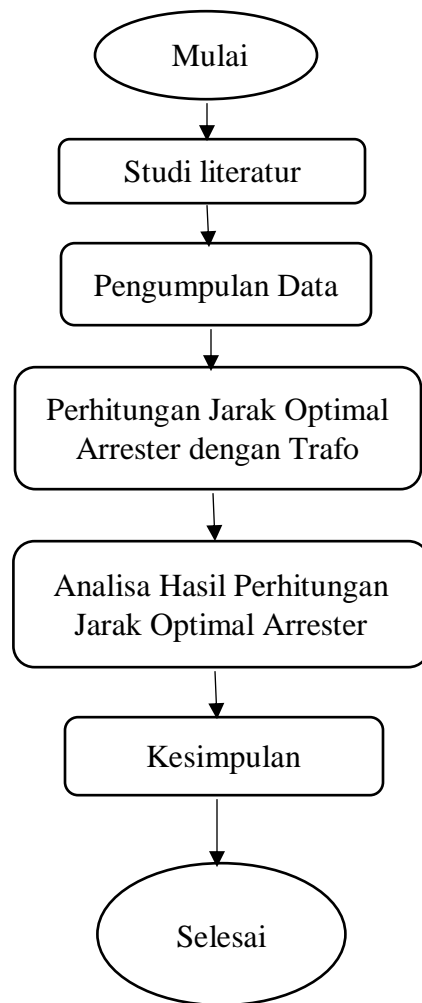 Mulai
Studi literatur
Pengumpulan Data
Perhitungan Jarak Optimal
Arrester dengan Trafo
Analisa Hasil Perhitungan
Jarak Optimal Arrester
Kesimpulan
Selesai